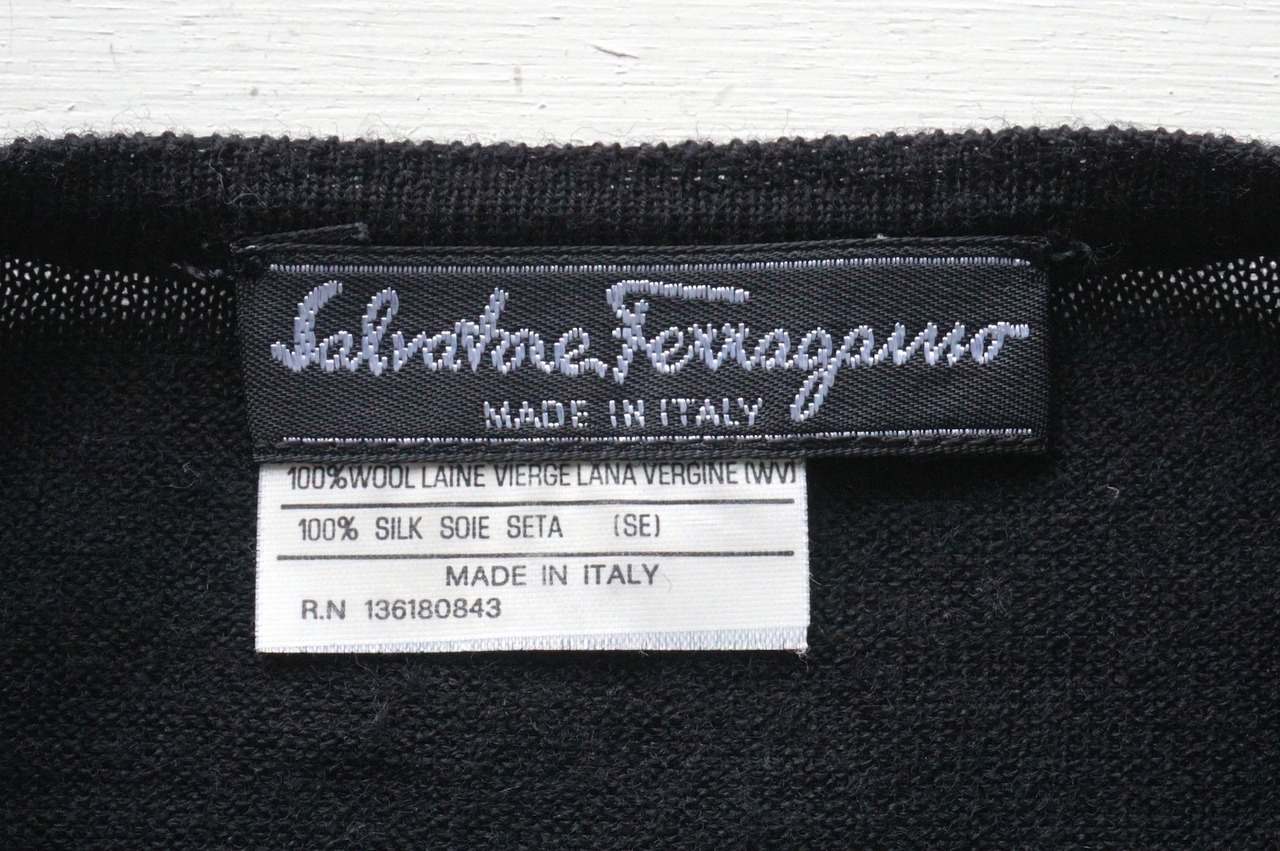 Salvatore Ferragamo
MADE IN ITALY
100% WOOL LAINE VIERGE LANA VERGINE (WV)
100% SILK SOIE SETA (SE)
MADE IN ITALY
R.N 136180843